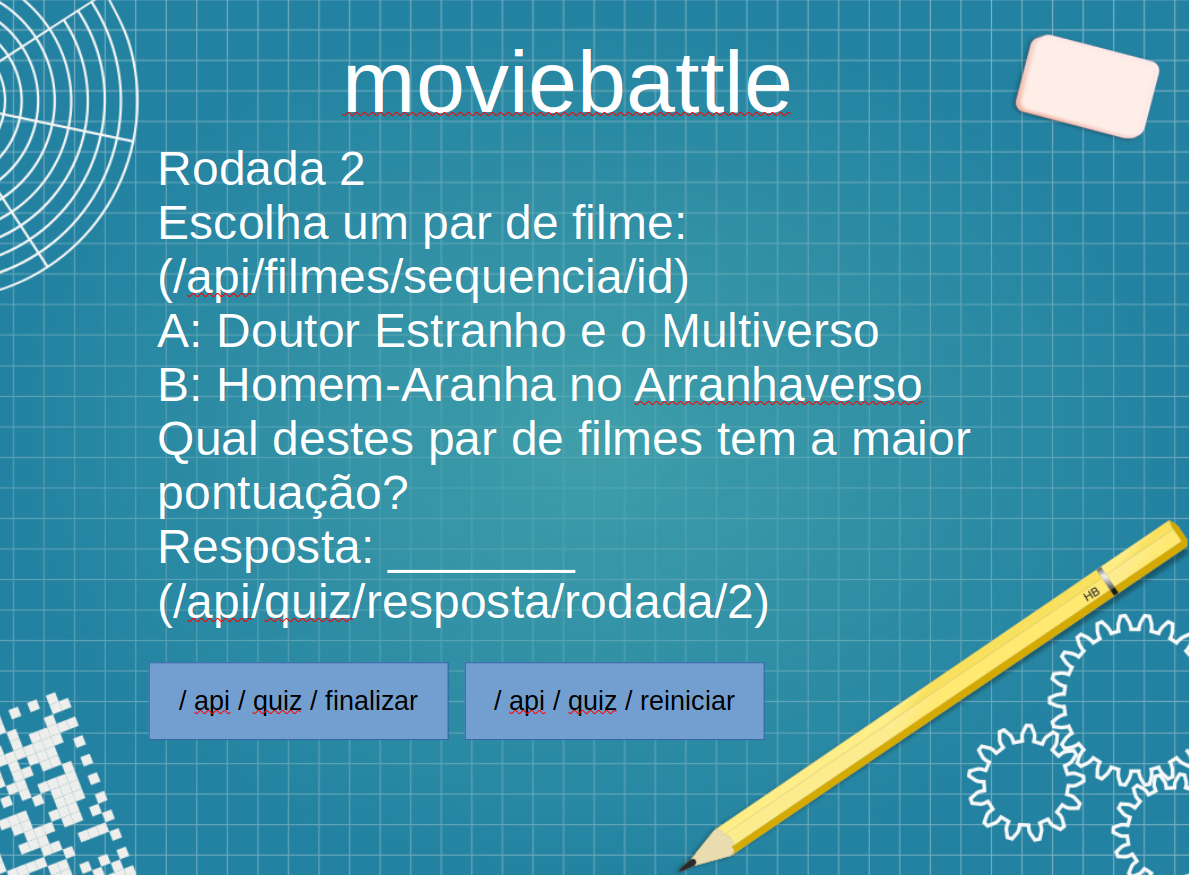 moviebattle
Rodada 2
Escolha um par de filme:
(/api/filmes/sequencia/id)
A: Doutor Estranho e o Multiverso
B: Homem-Aranha no Arranhaverso
Qual destes par de filmes tem a maior
pontuação?
Resposta: _______
(/api/quiz/resposta/rodada/2)
/ api / quiz / finalizar
/ api / quiz / reiniciar
HB